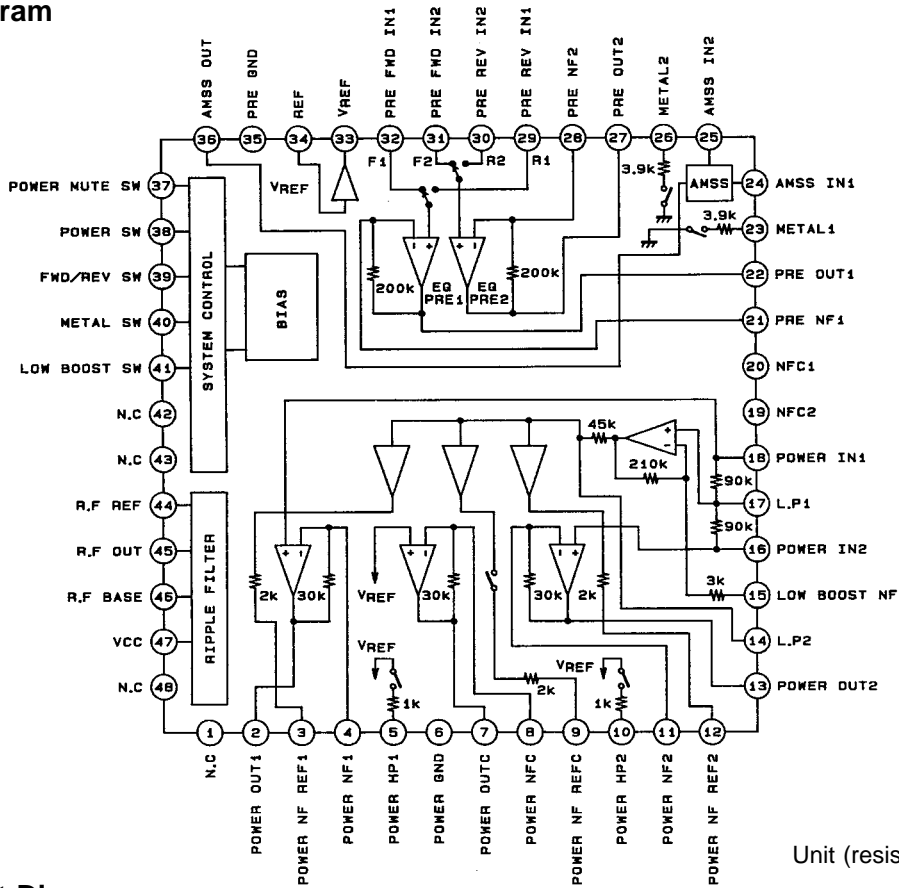 ram
AMSS OUT
PRE GND
REF
VREF
PRE FWD IN1
PRE FWD IN2
PRE REV IN2
PRE REV IN1
PRE NF2
PRE OUT2
METAL2
AMSS IN2
36
35
34
33
32
31
30
29
28
27
26
25
F1
F2
R2
R1
VREF
3.9k
AMSS
24 AMSS IN1
3.9k
23 METAL1
22 PRE OUT1
21 PRE NF1
20 NFC1
19 NFC2
18 POWER IN1
17 L.P1
16 POWER IN2
15 LOW BOOST NF
14 L.P2
13 POWER OUT2
POWER MUTE SW 37
POWER SW 38
FWD/REV SW 39
METAL SW 40
LOW BOOST SW 41
N.C 42
N.C 43
R.F REF 44
R.F OUT 45
R.F BASE 46
VCC 47
N.C 48
SYSTEM CONTROL
BIAS
RIPPLE FILTER
- +
+ -
200k
EQ PRE1
EQ PRE2
200k
45k
+
-
210k
90k
90k
3k
+ -
+ -
- +
2k
30k
VREF
30k
30k
2k
VREF
1k
2k
VREF
1k
1
2
3
4
5
6
7
8
9
10
11
12
N.C
POWER OUT1
POWER NF REF1
POWER NF1
POWER HP1
POWER GND
POWER OUTC
POWER NFC
POWER NF REFC
POWER HP2
POWER NF2
POWER NF REF2
Unit (resis